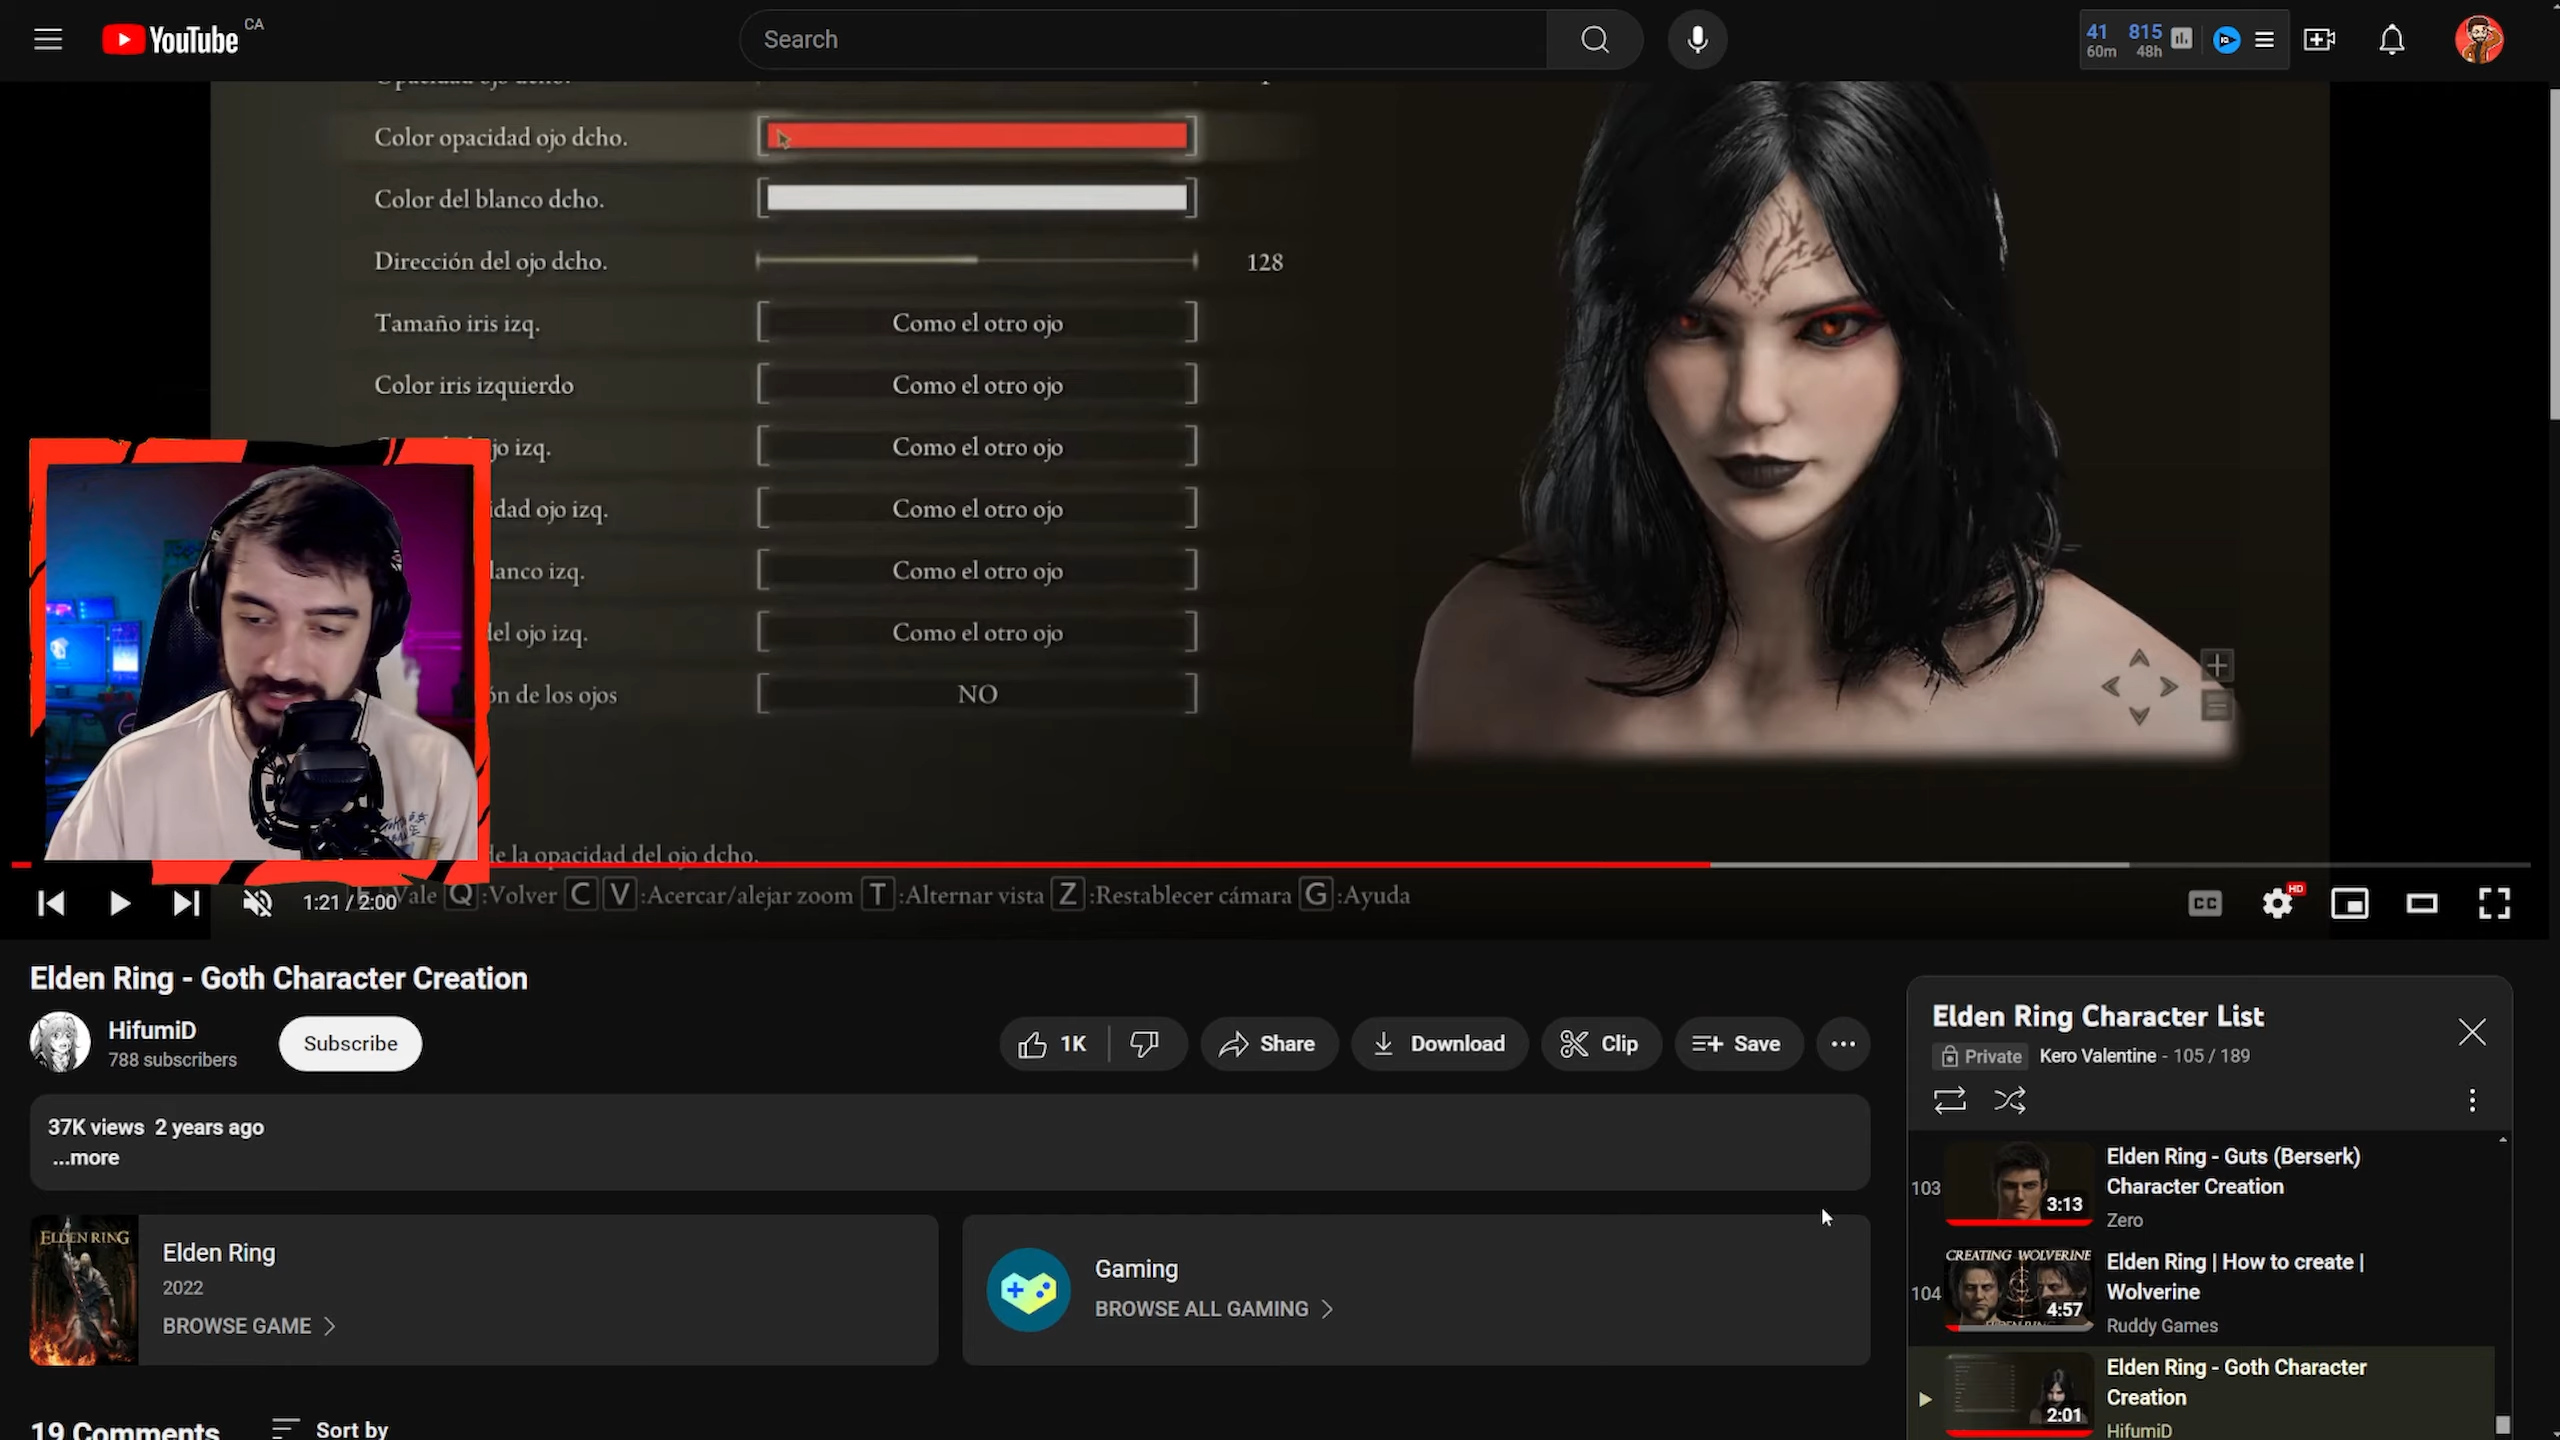 YouTube CA
Search
41 815
60m 48h
Color opacidad ojo dcho.
Color del blanco dcho.
Dirección del ojo dcho. 128
Tamaño iris izq. Como el otro ojo
Color iris izquierdo Como el otro ojo
jo izq. Como el otro ojo
idad ojo izq. Como el otro ojo
lanco izq. Como el otro ojo
del ojo izq. Como el otro ojo
ón de los ojos NO
de la opacidad del ojo dcho.
1:21 / 2:00 Vale Q :Volver C V :Acercar/alejar zoom T :Alternar vista Z :Restablecer cámara G :Ayuda
CC HD
Elden Ring - Goth Character Creation
HifumiD
788 subscribers
Subscribe
1K Share Download Clip Save
37K views 2 years ago
...more
ELDEN RING
Elden Ring
2022
BROWSE GAME
Gaming
BROWSE ALL GAMING
19 Comments Sort by
Elden Ring Character List
Private Kero Valentine - 105 / 189
103
3:13
Elden Ring - Guts (Berserk)
Character Creation
Zero
104
CREATING WOLVERINE
4:57
Elden Ring | How to create |
Wolverine
Ruddy Games
2:01
Elden Ring - Goth Character
Creation
HifumiD